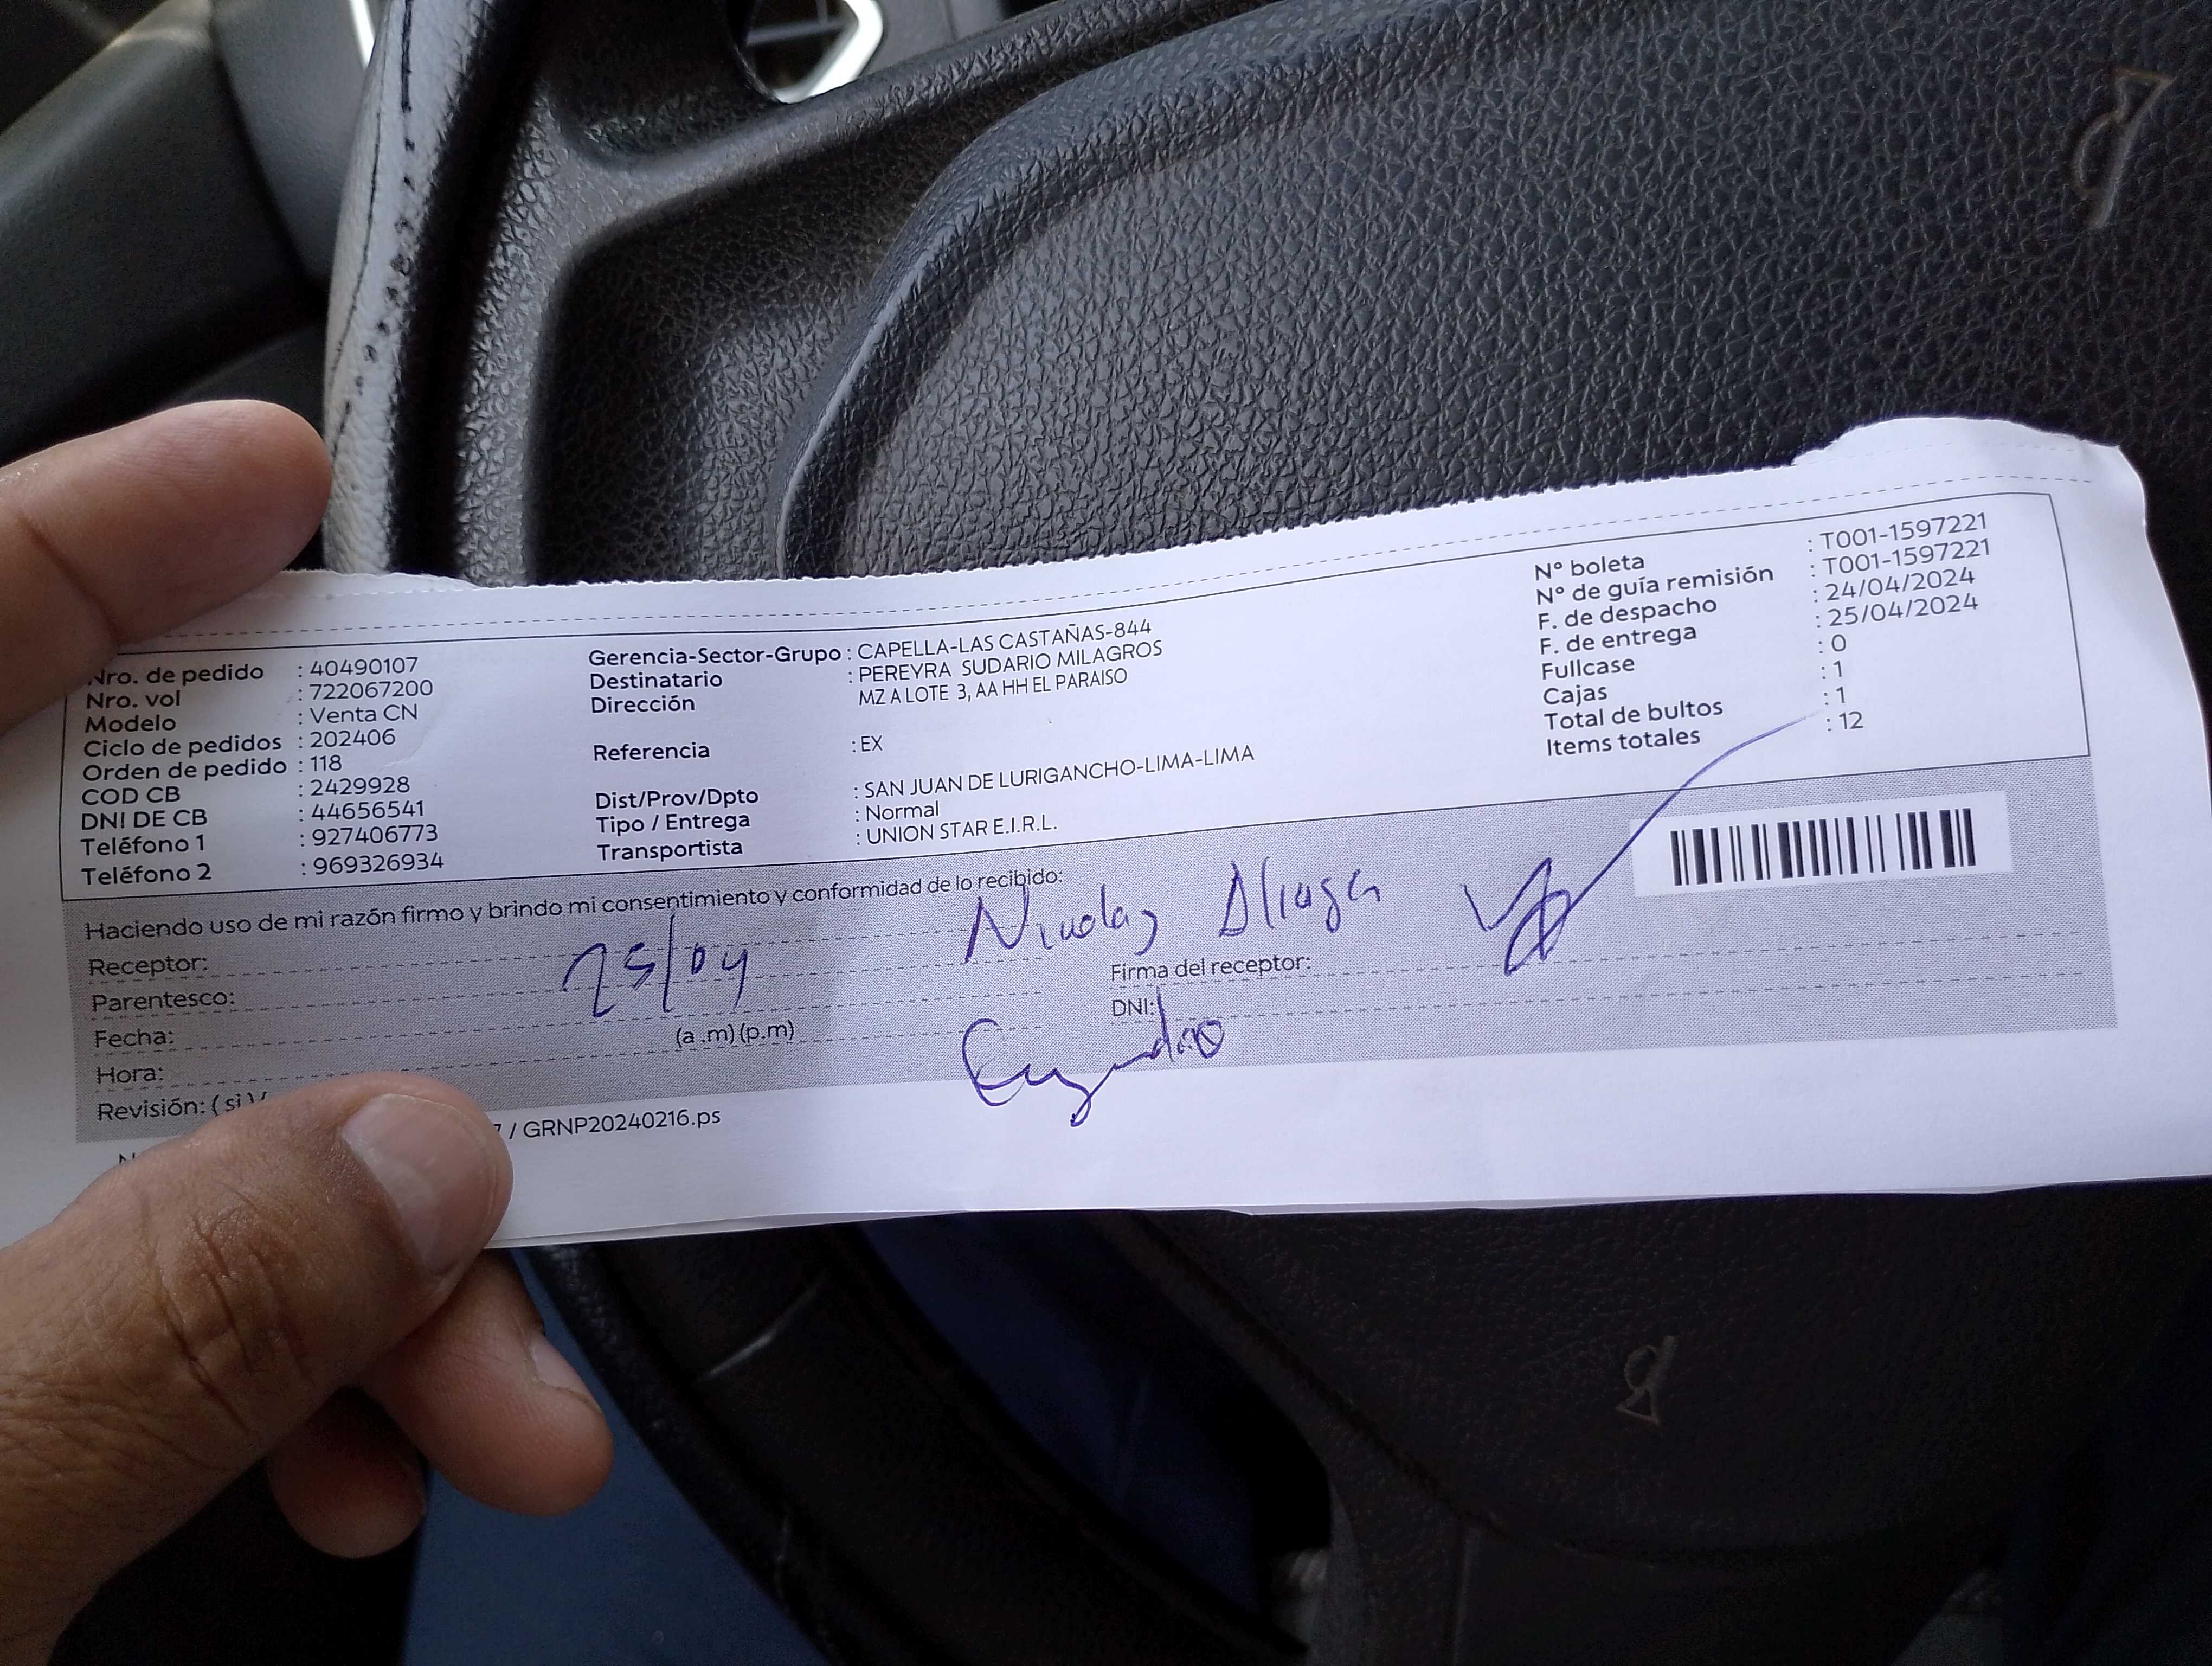 Nro. de pedido : 40490107
Nro. vol : 722067200
Modelo : Venta CN
Ciclo de pedidos : 202406
Orden de pedido : 118
COD CB : 2429928
DNI DE CB : 44656541
Teléfono 1 : 927406773
Teléfono 2 : 969326934
Gerencia-Sector-Grupo : CAPELLA-LAS CASTAÑAS-844
Destinatario : PEREYRA SUDARIO MILAGROS
Dirección MZ A LOTE 3, AA HH EL PARAISO
Referencia : EX
Dist/Prov/Dpto : SAN JUAN DE LURIGANCHO-LIMA-LIMA
Tipo / Entrega : Normal
Transportista : UNION STAR E.I.R.L.
N° boleta : T001-1597221
N° de guía remisión : T001-1597221
F. de despacho : 24/04/2024
F. de entrega : 25/04/2024
Fullcase : 0
Cajas : 1
Total de bultos : 1
Items totales : 12
Haciendo uso de mi razón firmo y brindo mi consentimiento y conformidad de lo recibido:
Receptor: Nicolas Aliaga
Parentesco: 25/04
Firma del receptor:
Fecha:
DNI:
(a .m) (p.m)
Hora:
Revisión: ( si )
/ GRNP20240216.ps